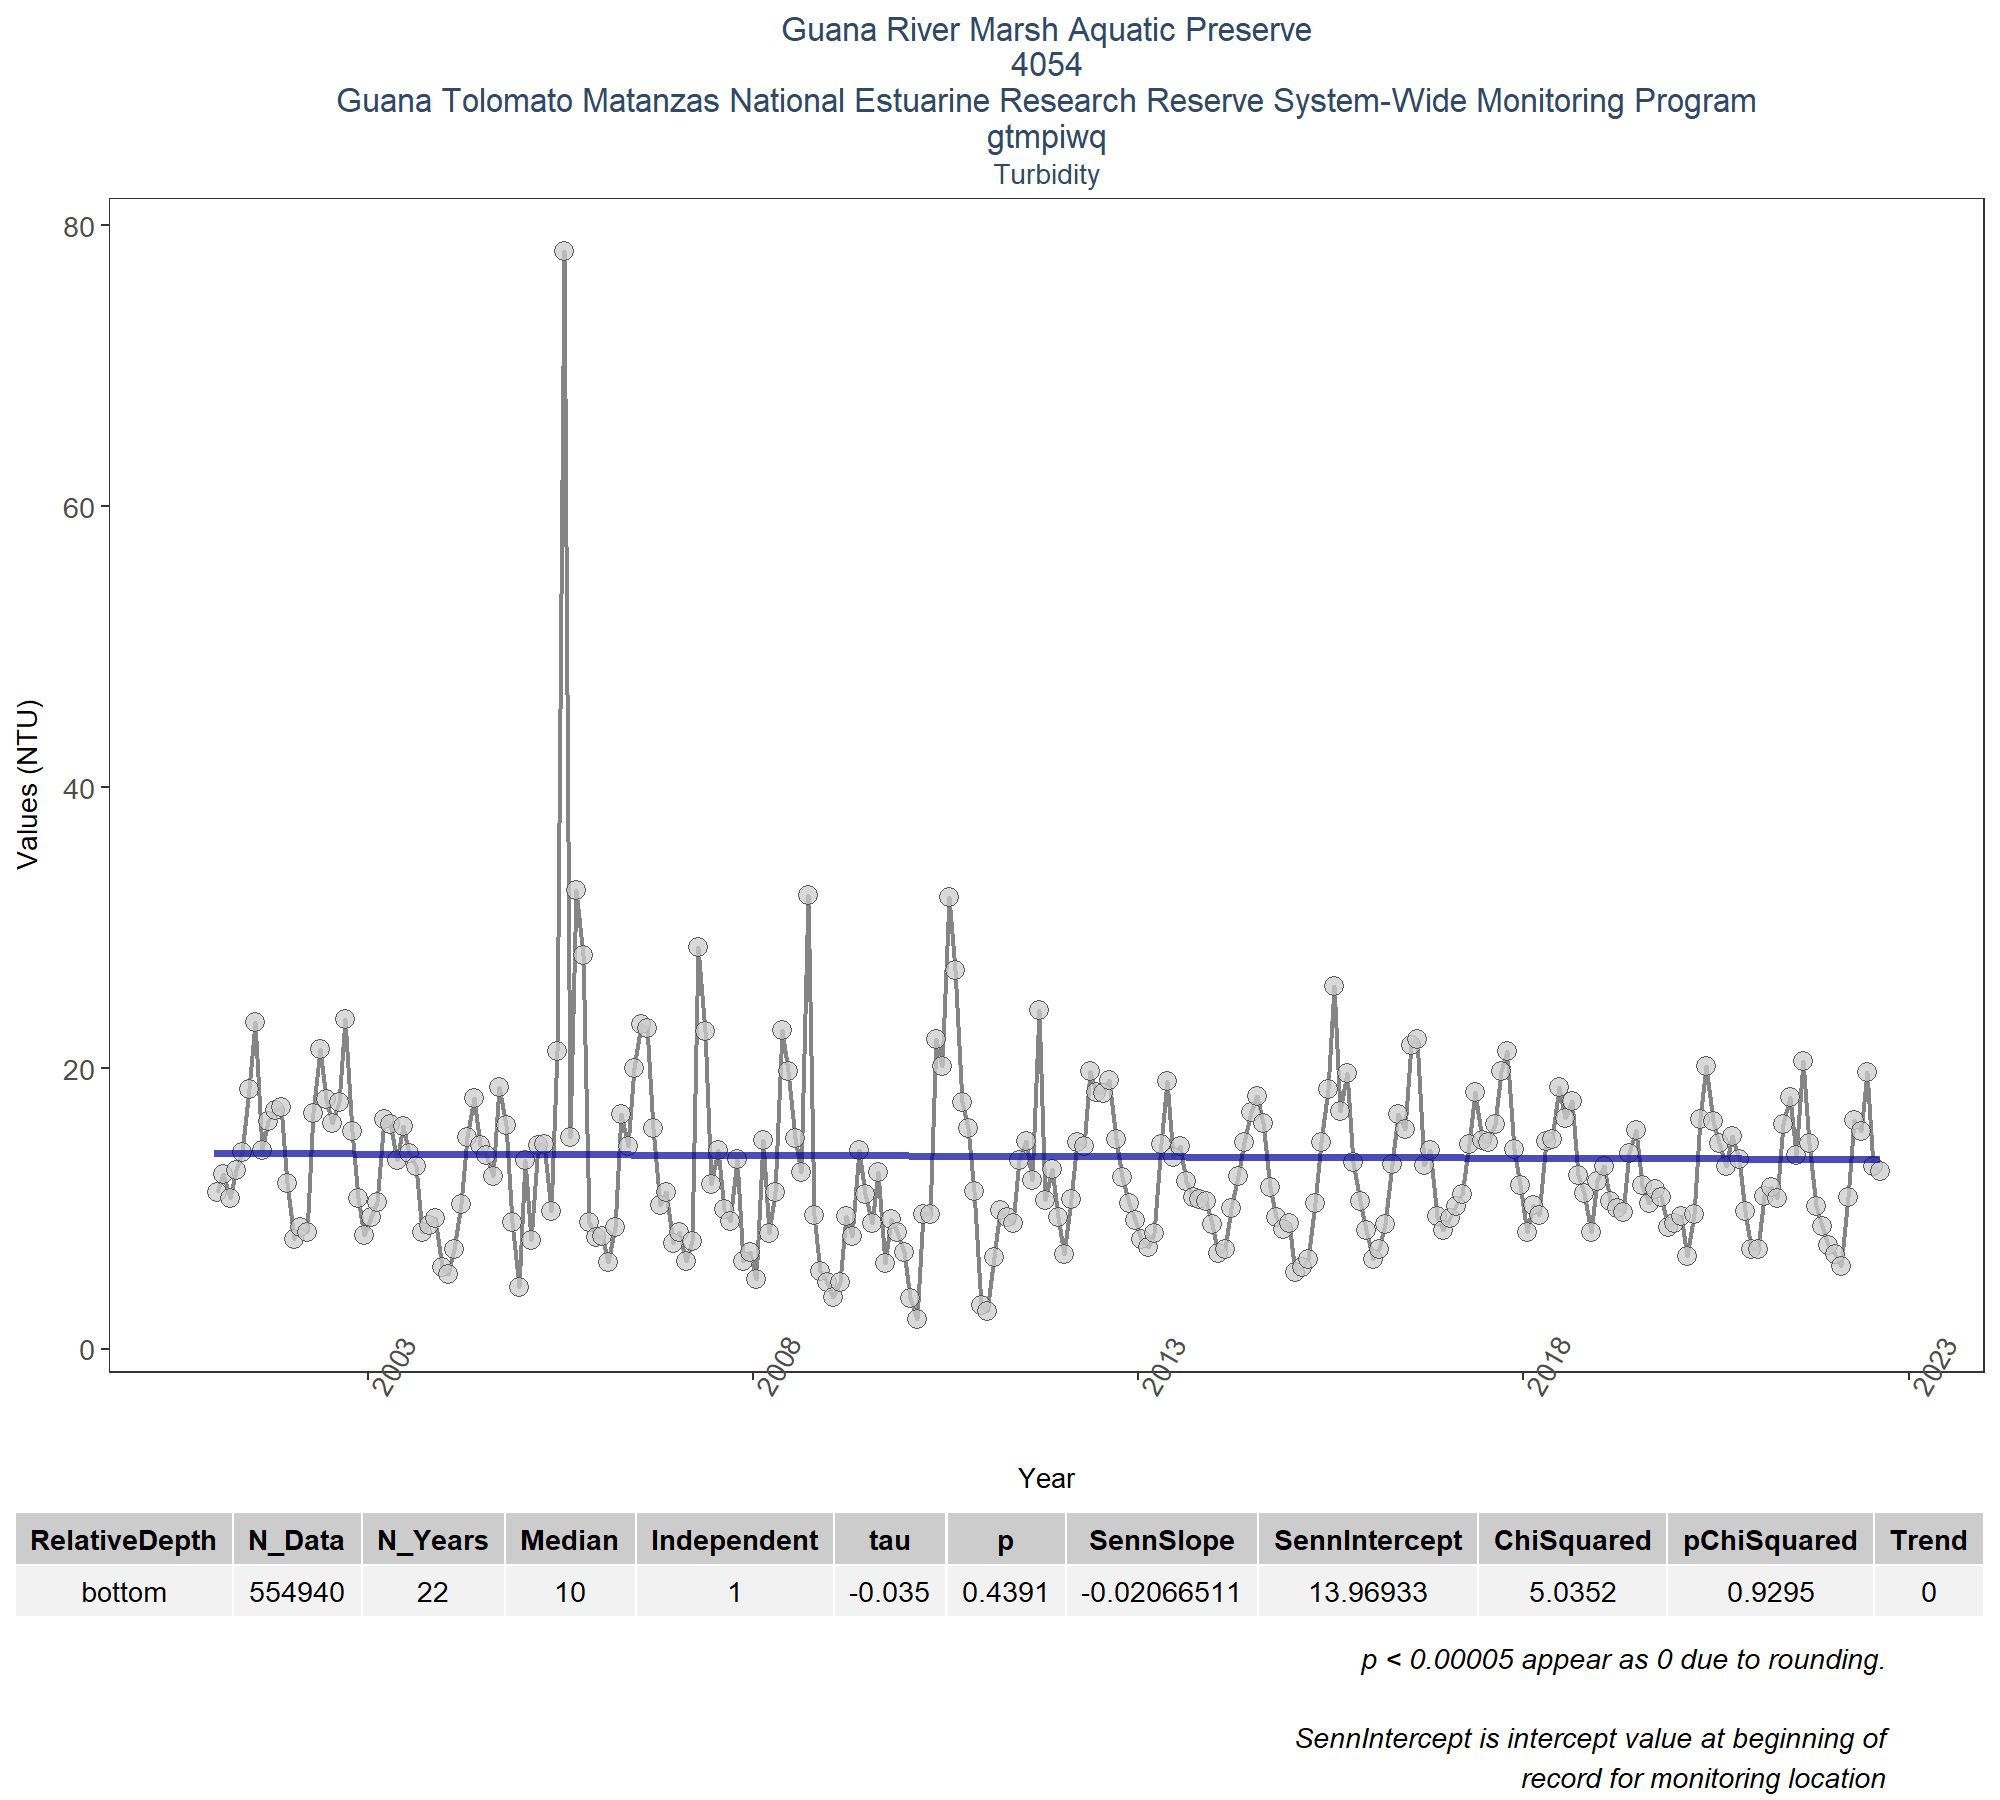 Guana River Marsh Aquatic Preserve
4054
Guana Tolomato Matanzas National Estuarine Research Reserve System-Wide Monitoring Program
gtmpiwq
Turbidity
80
60
40
20
0
Values (NTU)
2003 2008 2013 2018 2023
Year
RelativeDepth N_Data N_Years Median Independent tau p SennSlope SennIntercept ChiSquared pChiSquared Trend
bottom 554940 22 10 1 -0.035 0.4391 -0.02066511 13.96933 5.0352 0.9295 0
p < 0.00005 appear as 0 due to rounding.
SennIntercept is intercept value at beginning of
record for monitoring location